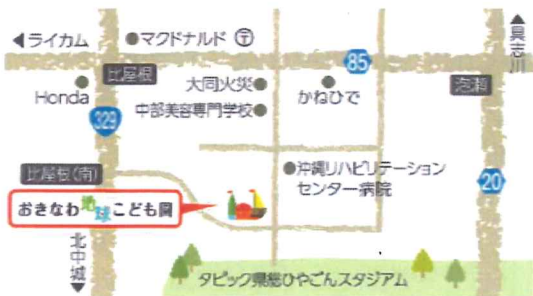 ◀ライカム
●マクドナルド 〒
▲具志川
85
比屋根
大同火災●
Honda
中部美容専門学校●
かねひで
泡瀬
329
比屋根(南)
●沖縄リハビリテーション
センター病院
20
おきなわ地球こども園
北中城▼
タピック県総ひやごんスタジアム